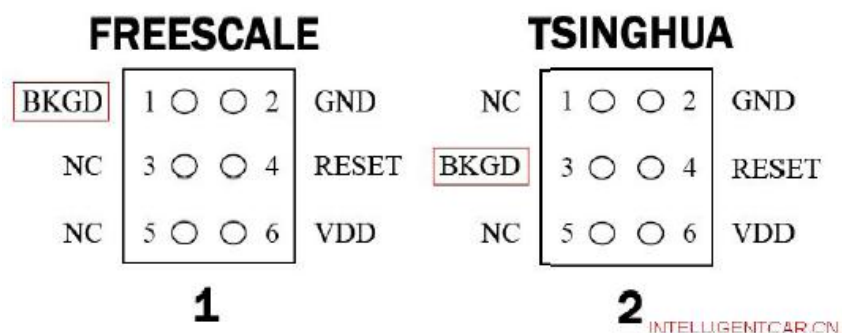 FREESCALE TSINGHUA
BKGD 1 2 GND NC 1 2 GND
NC 3 4 RESET BKGD 3 4 RESET
NC 5 6 VDD NC 5 6 VDD
1 2
INTELLIGENTCAR.CN